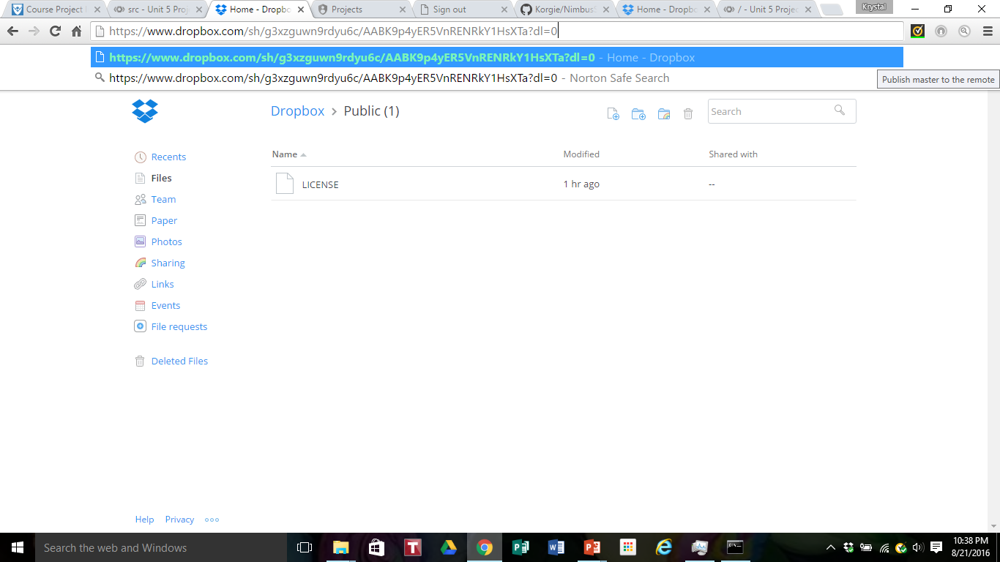 Course Project
src - Unit 5 Proj
Home - Dropbo
Projects
Sign out
Korgie/Nimbus
Home - Dropbo
/ - Unit 5 Projec
Krystal
https://www.dropbox.com/sh/g3xzguwn9rdyu6c/AABK9p4yER5VnRENRkY1HsXTa?dl=0
https://www.dropbox.com/sh/g3xzguwn9rdyu6c/AABK9p4yER5VnRENRkY1HsXTa?dl=0 - Home - Dropbox
https://www.dropbox.com/sh/g3xzguwn9rdyu6c/AABK9p4yER5VnRENRkY1HsXTa?dl=0 - Norton Safe Search
Publish master to the remote
Dropbox > Public (1)
Search
Name Modified Shared with
LICENSE 1 hr ago --
Recents
Files
Team
Paper
Photos
Sharing
Links
Events
File requests
Deleted Files
Help Privacy
Search the web and Windows
10:38 PM
8/21/2016